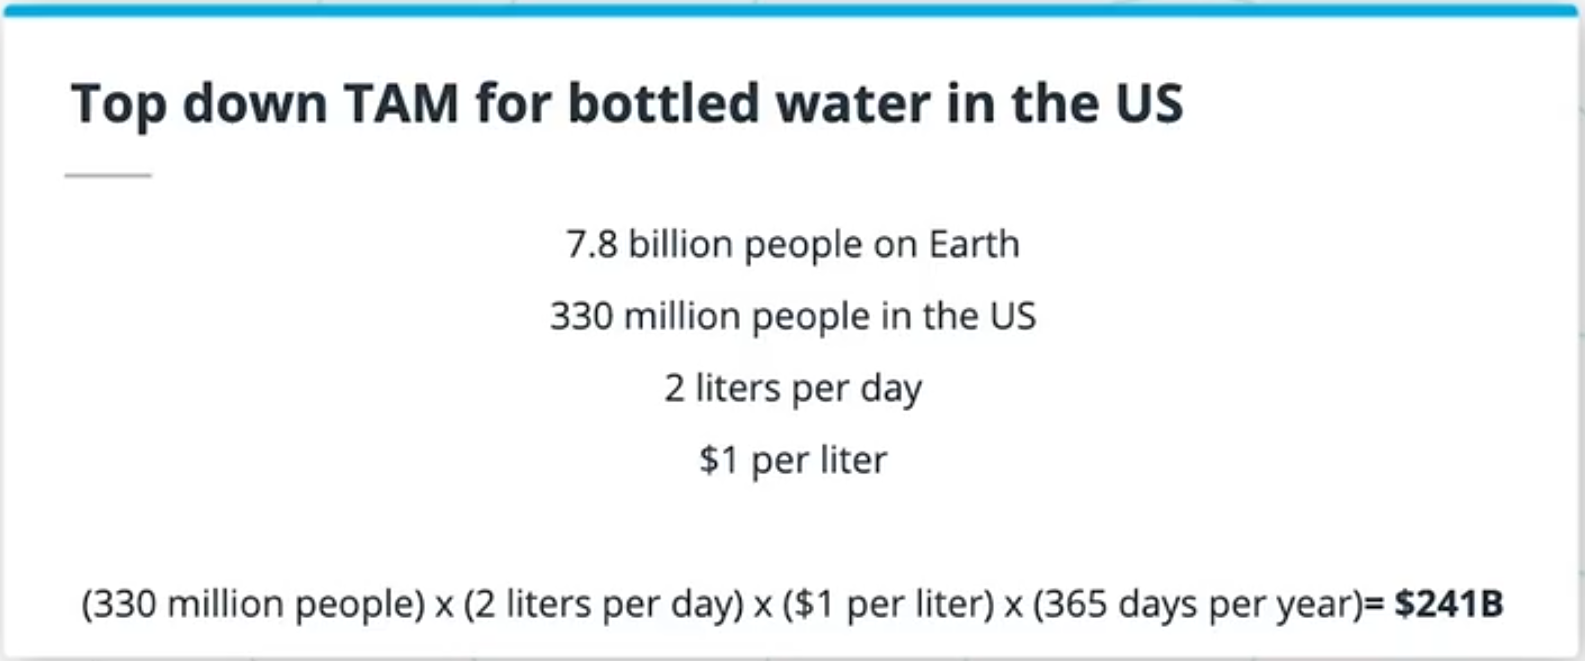 Top down TAM for bottled water in the US
7.8 billion people on Earth
330 million people in the US
2 liters per day
$1 per liter
(330 million people) x (2 liters per day) x ($1 per liter) x (365 days per year)= $241B